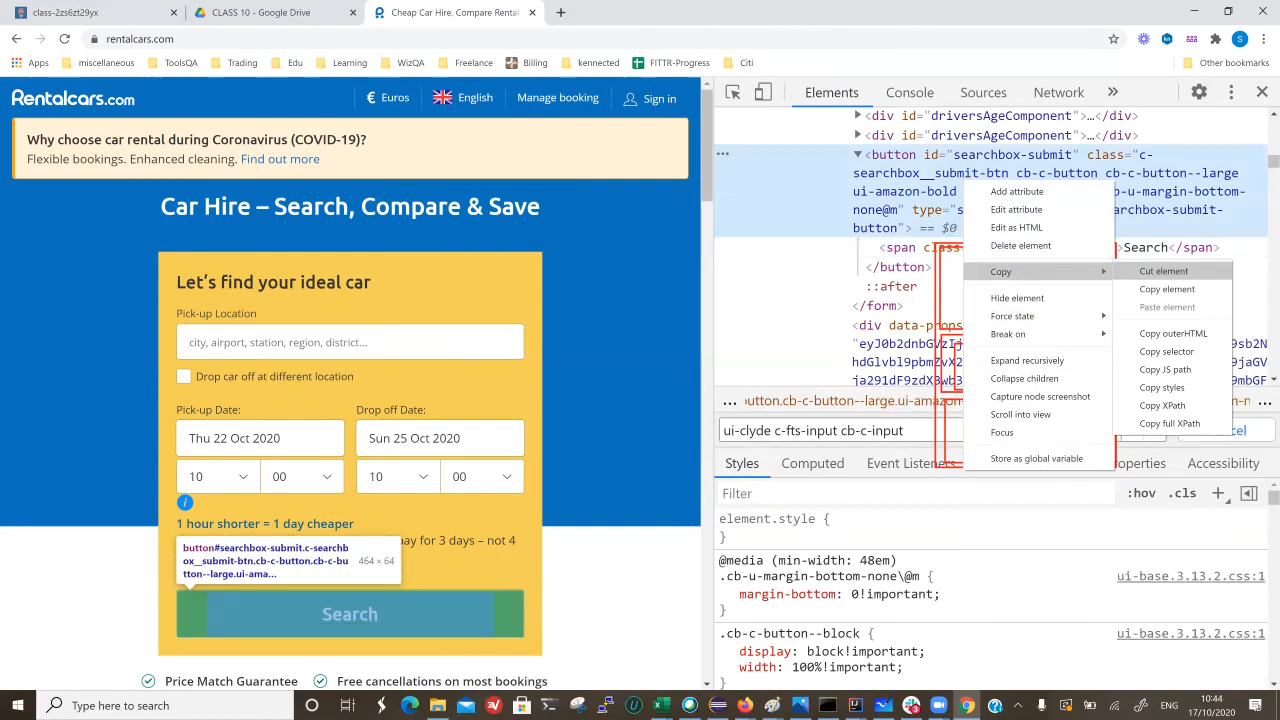 class-2zs6zt29yx
CLASS 10 - Google Drive
Cheap Car Hire, Compare Rental
rentalcars.com
Apps
miscellaneous
ToolsQA
Trading
Edu
Learning
WizQA
Freelance
Billing
kennected
FITTR-Progress
Citi
Other bookmarks
Rentalcars.com
€ Euros
English
Manage booking
Sign in
Why choose car rental during Coronavirus (COVID-19)?
Flexible bookings. Enhanced cleaning. Find out more
Car Hire – Search, Compare & Save
Let's find your ideal car
Pick-up Location
city, airport, station, region, district...
Drop car off at different location
Pick-up Date:
Drop off Date:
Thu 22 Oct 2020
Sun 25 Oct 2020
10
00
10
00
1 hour shorter = 1 day cheaper
pay for 3 days – not 4
button#searchbox-submit.c-searchb
ox__submit-btn.cb-c-button.cb-c-bu
tton--large.ui-ama...
464 × 64
Search
Price Match Guarantee
Free cancellations on most bookings
Elements
Console
Sources
Network
<div id="driversAgeComponent">…</div>
<div id="driversAgeComponent">…</div>
<button id="searchbox-submit" class="c-
searchbox__submit-btn cb-c-button cb-c-button--large
ui-amazon-bold
b-u-margin-bottom-
none@m" type="s
archbox-submit-
button"> == $0
<span class
Search</span>
</button>
::after
</form>
<div data-props
"eyJ0b2dnbGVzIj
hdGlvbl9pbmZvX2
ja291dF9zdXBwb3
Add attribute
Edit attribute
Edit as HTML
Delete element
Copy
Hide element
Force state
Break on
Expand recursively
Collapse children
Capture node screenshot
Scroll into view
Focus
Store as global variable
Cut element
Copy element
Paste element
Copy outerHTML
Copy selector
Copy JS path
Copy styles
Copy XPath
Copy full XPath
...
button.cb-c-button--large.ui-amazon
...
ui-clyde c-fts-input cb-c-input
cel
Styles
Computed
Event Listeners
roperties
Accessibility
Filter
:hov
.cls
element.style {
}
@media (min-width: 48em)
.cb-u-margin-bottom-none\@m {
ui-base.3.13.2.css:1
margin-bottom: 0!important;
}
.cb-c-button--block {
ui-base.3.13.2.css:1
display: block!important;
width: 100%!important;
}
Type here to search
10:44
17/10/2020